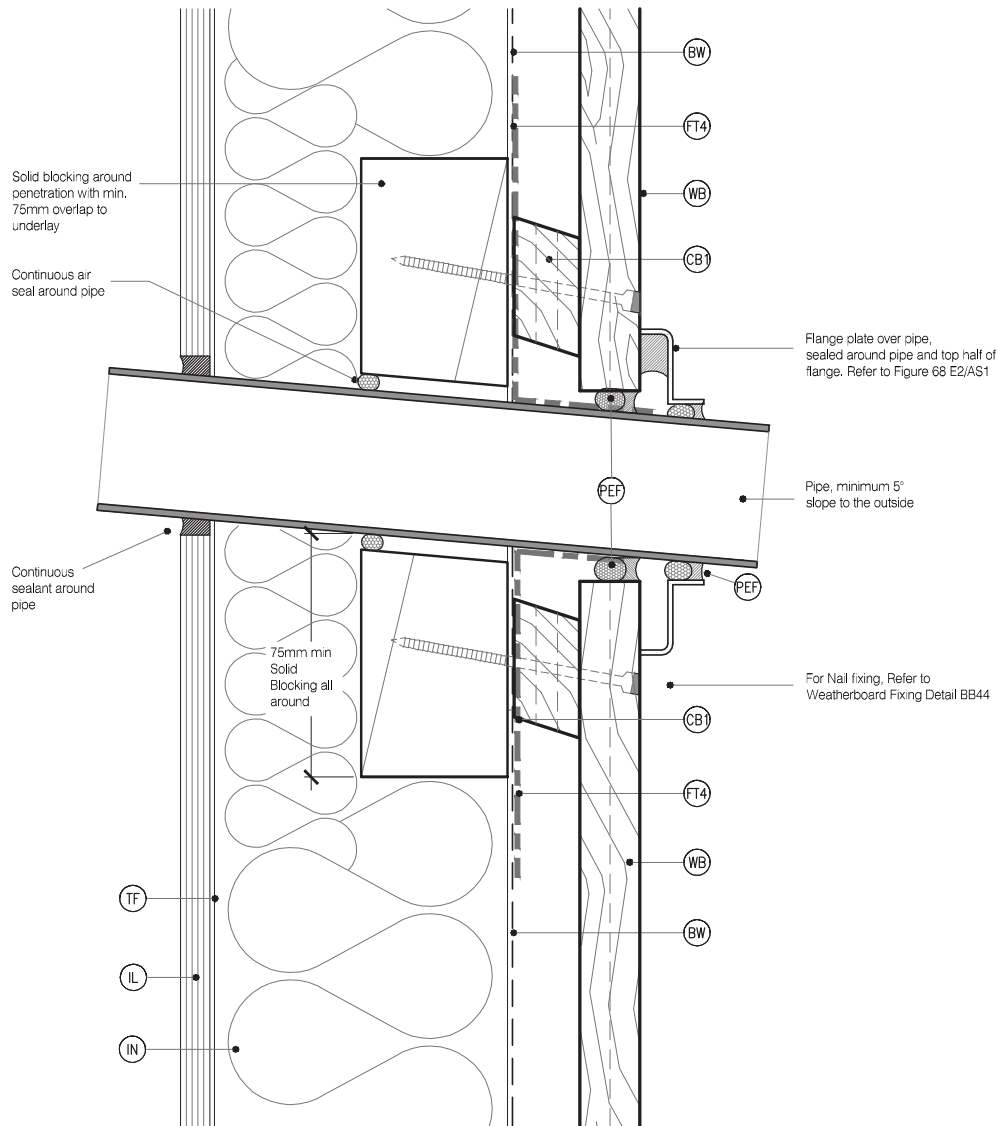 BW
FT4
Solid blocking around
penetration with min.
75mm overlap to
underlay
WB
CB1
Continuous air
seal around pipe
Flange plate over pipe,
sealed around pipe and top half of
flange. Refer to Figure 68 E2/AS1
PEF
Pipe, minimum 5°
slope to the outside
Continuous
sealant around
pipe
PEF
75mm min
Solid
Blocking all
around
For Nail fixing, Refer to
Weatherboard Fixing Detail BB44
CB1
FT4
WB
TF
BW
IL
IN